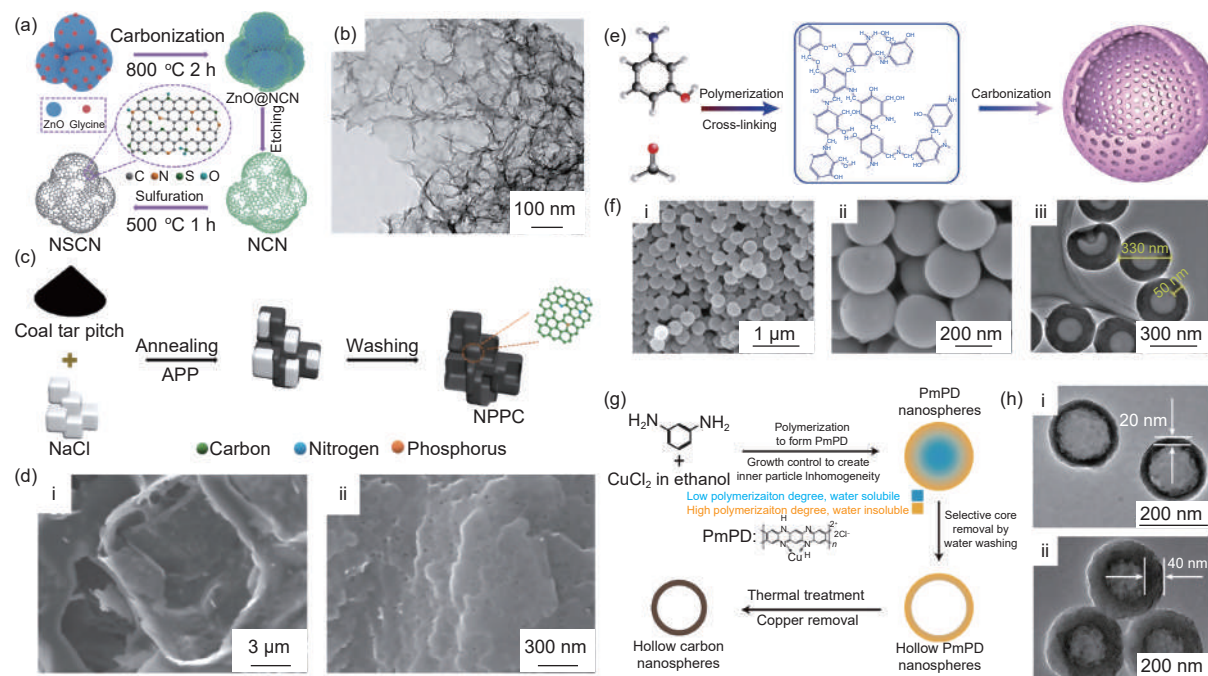 (a)
Carbonization
800 °C 2 h
ZnO Glycine
ZnO@NCN
Etching
C N S O
Sulfuration
500 °C 1 h
NSCN
NCN
(b)
100 nm
(c)
Coal tar pitch
+
NaCl
Annealing
APP
Washing
NPPC
Carbon Nitrogen Phosphorus
(d)
i
3 μm
ii
300 nm
(e)
Polymerization
Cross-linking
Carbonization
(f)
i
1 μm
ii
200 nm
iii
330 nm
50 nm
300 nm
(g)
H₂N
NH₂
+
CuCl₂ in ethanol
Polymerization
to form PmPD
Growth control to create
inner particle Inhomogeneity
PmPD
nanospheres
Low polymerizaiton degree, water solubile
High polymerizaiton degree, water insoluble
PmPD:
H
N
N
N
N
Cu
H
n
2+
2Cl⁻
Selective core
removal by
water washing
Thermal treatment
Copper removal
Hollow carbon
nanospheres
Hollow PmPD
nanospheres
(h)
i
20 nm
200 nm
ii
40 nm
200 nm